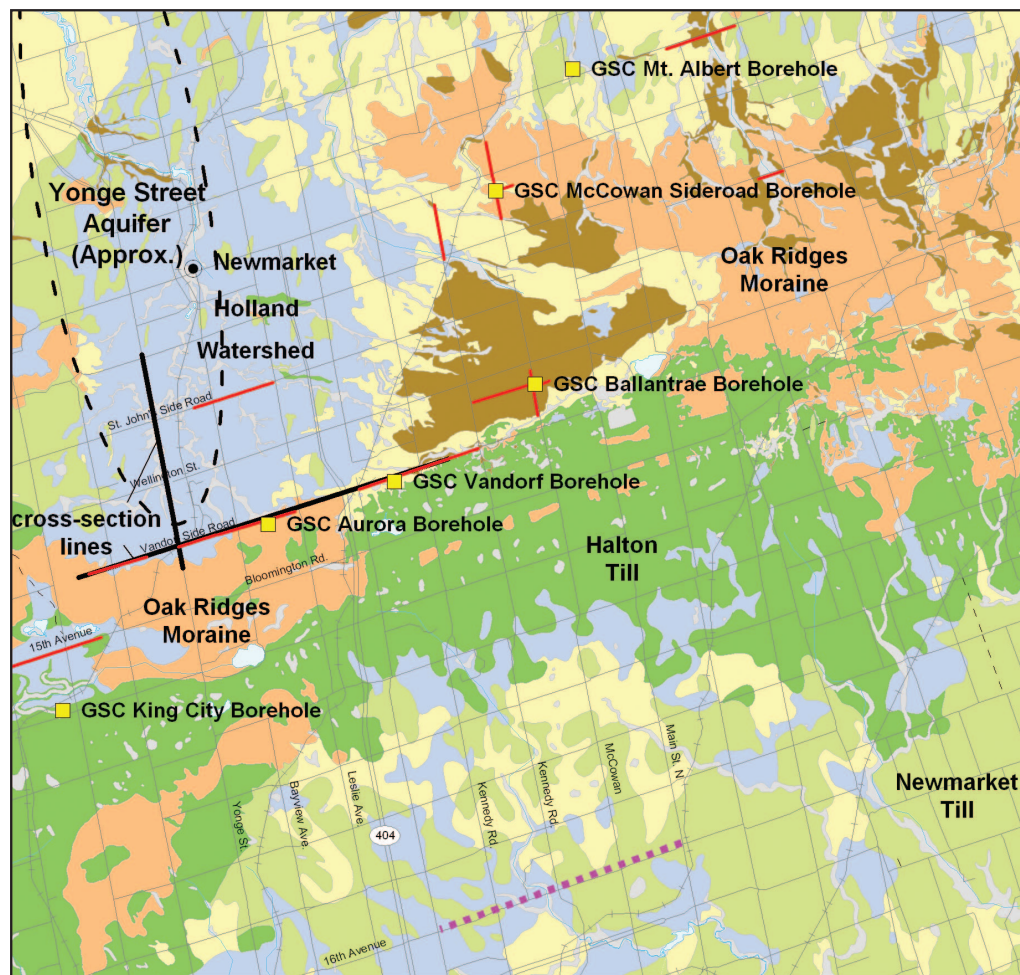 GSC Mt. Albert Borehole
Yonge Street
Aquifer
(Approx.)
GSC McCowan Sideroad Borehole
Oak Ridges
Moraine
Newmarket
Holland
Watershed
GSC Ballantrae Borehole
St. John's Side Road
Wellington St.
GSC Vandorf Borehole
cross-section
lines
Vandorf Side Road
GSC Aurora Borehole
Bloomington Rd.
Halton
Till
Oak Ridges
Moraine
15th Avenue
GSC King City Borehole
Yonge St.
Bayview Ave.
Leslie Ave.
404
Kennedy Rd.
Kennedy Rd.
McCowan
Main St. N
Newmarket
Till
16th Avenue